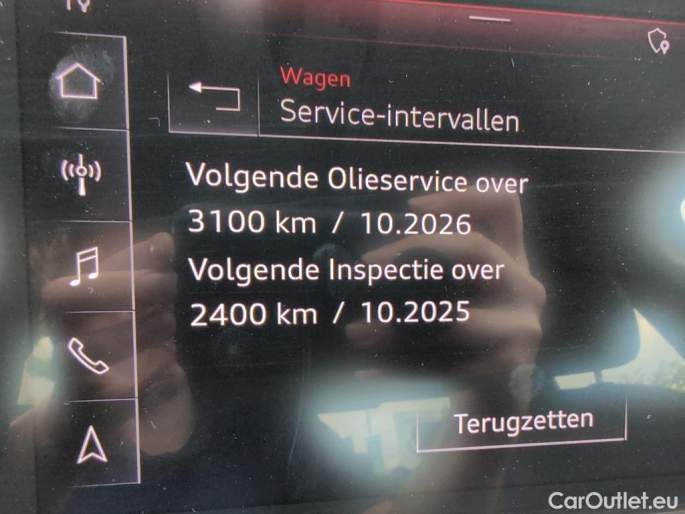 Wagen
Service-intervallen
Volgende Olieservice over
3100 km / 10.2026
Volgende Inspectie over
2400 km / 10.2025
Terugzetten
CarOutlet.eu